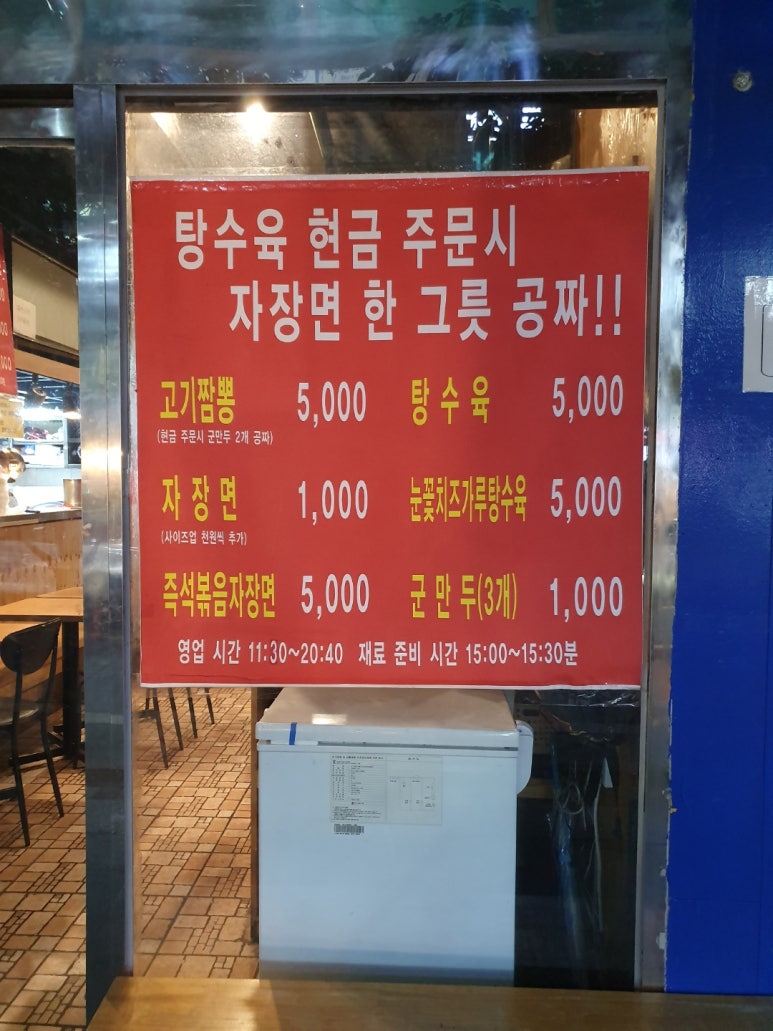 탕수육 현금 주문시
자장면 한 그릇 공짜!!
고기짬뽕 5,000 탕수육 5,000
(현금 주문시 군만두 2개 공짜)
자장면 1,000 눈꽃치즈가루탕수육 5,000
(사이즈업 천원씩 추가)
즉석볶음자장면 5,000 군만두(3개) 1,000
영업 시간 11:30~20:40 재료 준비 시간 15:00~15:30분